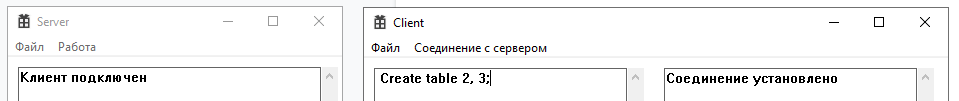 Server
Файл Работа
Клиент подключен
Client
Файл Соединение с сервером
Create table 2, 3;
Соединение установлено